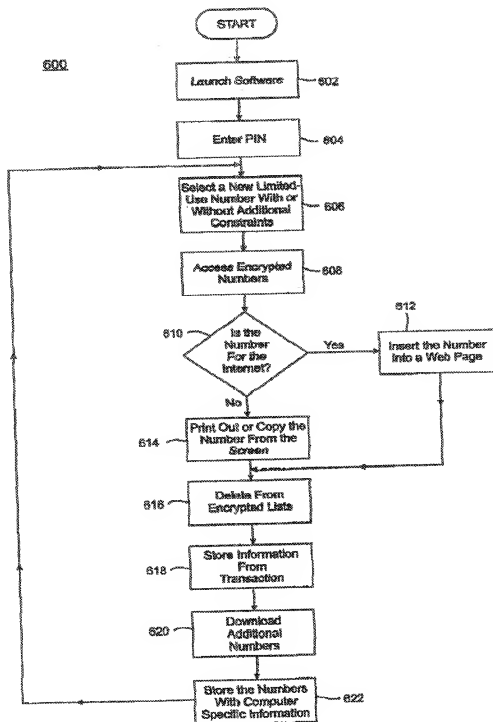 START
600
Launch Software
602
Enter PIN
604
Select a New Limited-
Use Number With or
Without Additional
Constraints
606
Access Encrypted
Numbers
608
610
Is the
Number
For the
Internet?
Yes
612
Insert the Number
Into a Web Page
No
614
Print Out or Copy the
Number From the
Screen
616
Delete From
Encrypted Lists
618
Store Information
From
Transaction
620
Download
Additional
Numbers
Store the Numbers
With Computer
Specific Information
622